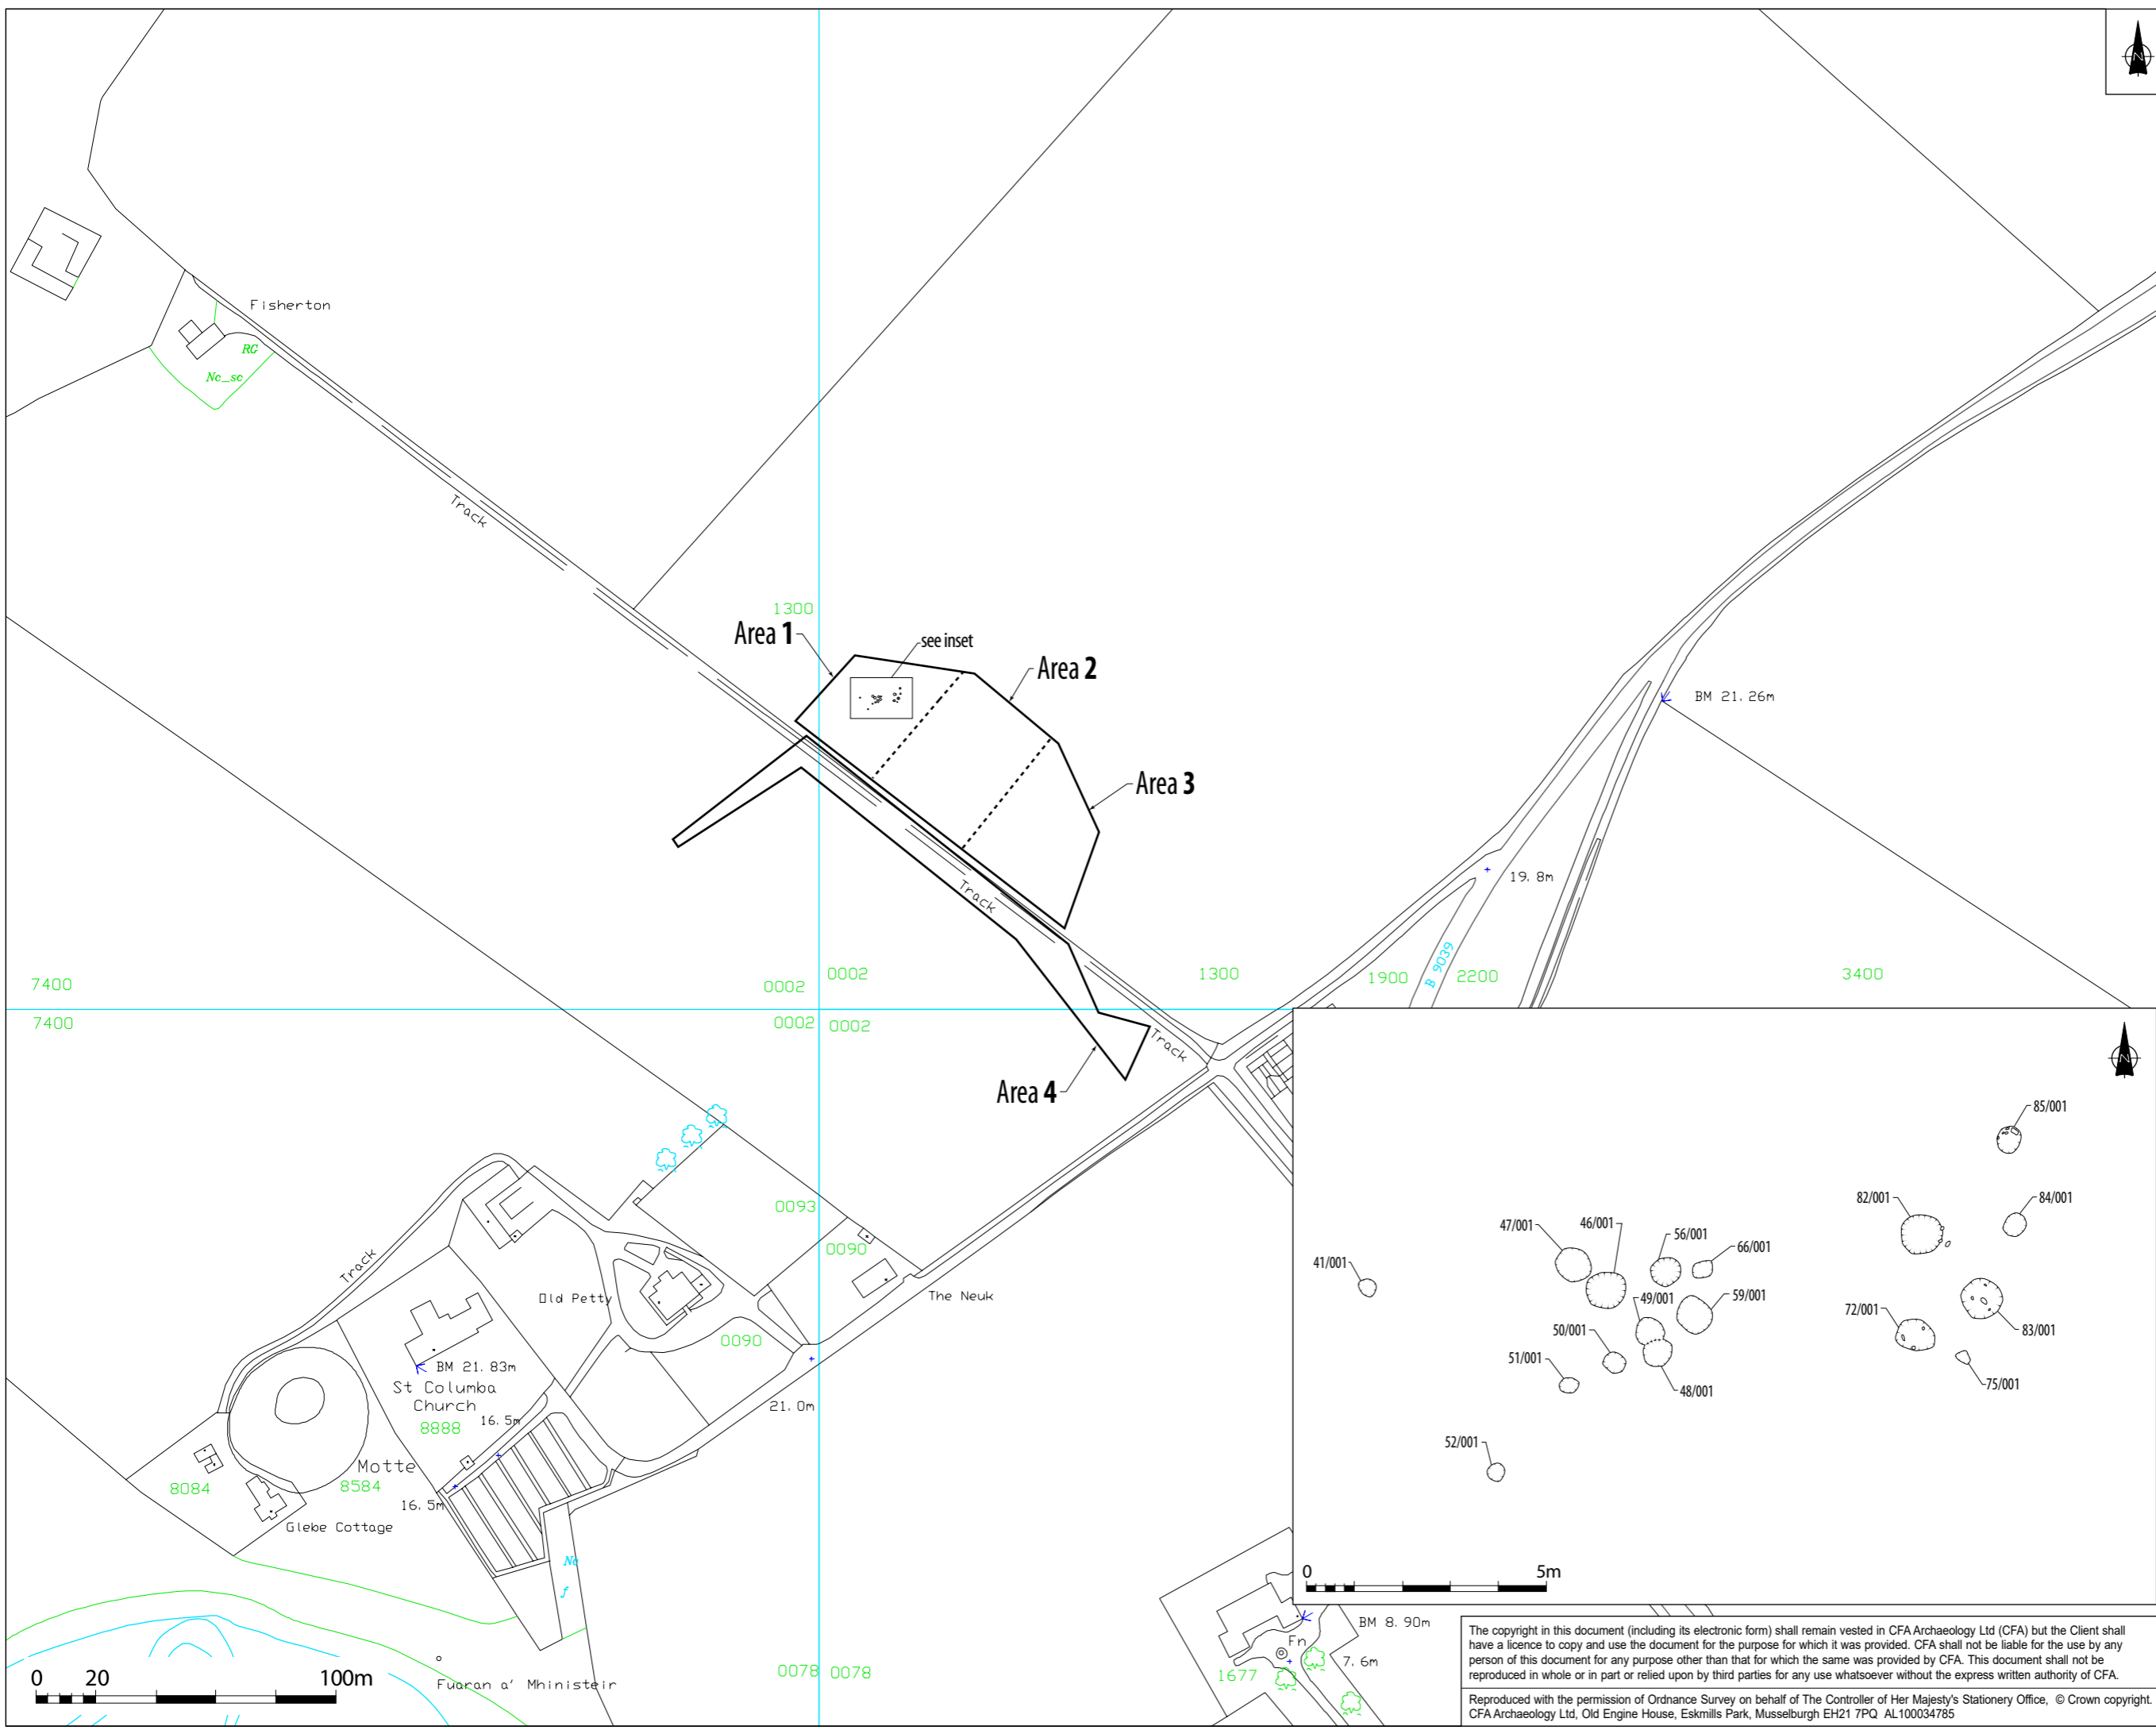 N
Fisherton
RG
Nc_sc
Track
1300
Area 1
see inset
Area 2
BM 21.26m
Area 3
19.8m
Track
B 9039
7400
0002
0002
1300
1900
2200
3400
7400
0002
0002
Track
Area 4
N
85/001
82/001
84/001
47/001
46/001
56/001
66/001
41/001
49/001
59/001
72/001
83/001
50/001
51/001
75/001
48/001
52/001
0 5m
0093
0090
Track
Old Petty
The Neuk
0090
BM 21.83m
St Columba
Church
8888
16.5m
21.0m
Motte
8084
8584
16.5m
Glebe Cottage
Nc
f
BM 8.90m
Fn
7.6m
1677
0078
0078
Fuaran a' Mhinisteir
0 20 100m
The copyright in this document (including its electronic form) shall remain vested in CFA Archaeology Ltd (CFA) but the Client shall
have a licence to copy and use the document for the purpose for which it was provided. CFA shall not be liable for the use by any
person of this document for any purpose other than that for which the same was provided by CFA. This document shall not be
reproduced in whole or in part or relied upon by third parties for any use whatsoever without the express written authority of CFA.
Reproduced with the permission of Ordnance Survey on behalf of The Controller of Her Majesty's Stationery Office, © Crown copyright.
CFA Archaeology Ltd, Old Engine House, Eskmills Park, Musselburgh EH21 7PQ AL100034785